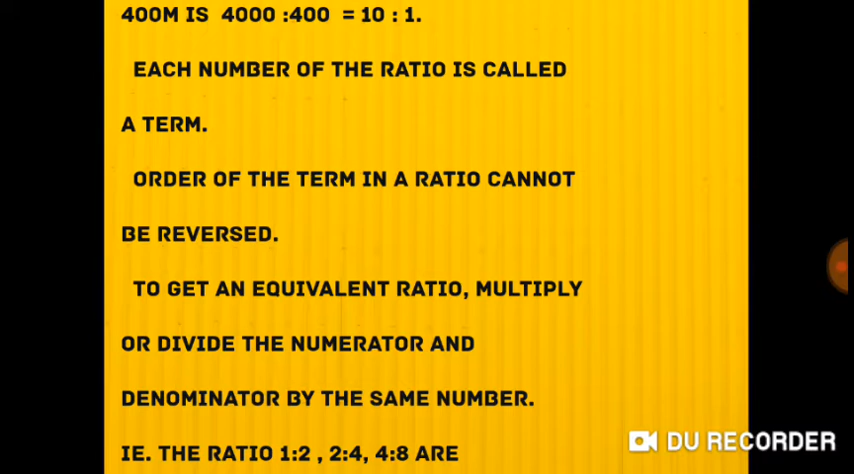 400M IS 4000 :400 = 10 : 1.
EACH NUMBER OF THE RATIO IS CALLED
A TERM.
ORDER OF THE TERM IN A RATIO CANNOT
BE REVERSED.
TO GET AN EQUIVALENT RATIO, MULTIPLY
OR DIVIDE THE NUMERATOR AND
DENOMINATOR BY THE SAME NUMBER.
IE. THE RATIO 1:2 , 2:4, 4:8 ARE
DU RECORDER